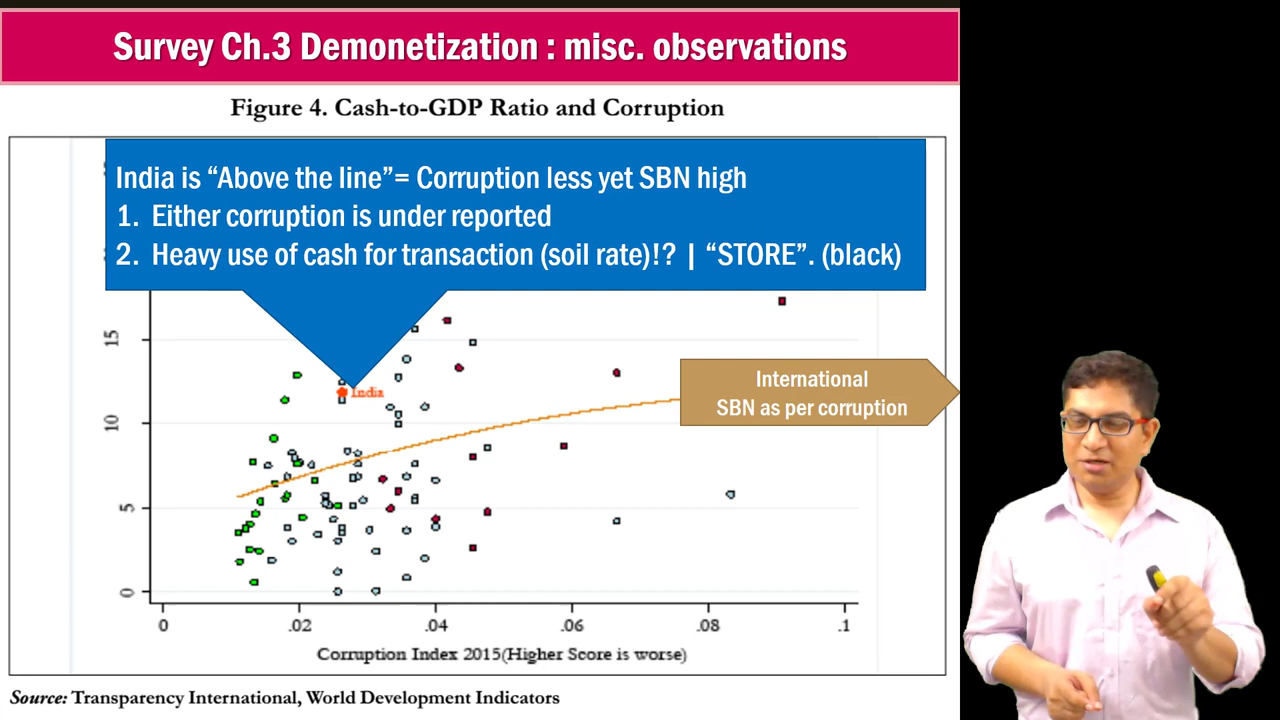 Survey Ch.3 Demonetization : misc. observations
Figure 4. Cash-to-GDP Ratio and Corruption
India is “Above the line”= Corruption less yet SBN high
1. Either corruption is under reported
2. Heavy use of cash for transaction (soil rate)!? | “STORE”. (black)
15
India
International
SBN as per corruption
10
5
0
0 .02 .04 .06 .08 .1
Corruption Index 2015(Higher Score is worse)
Source: Transparency International, World Development Indicators